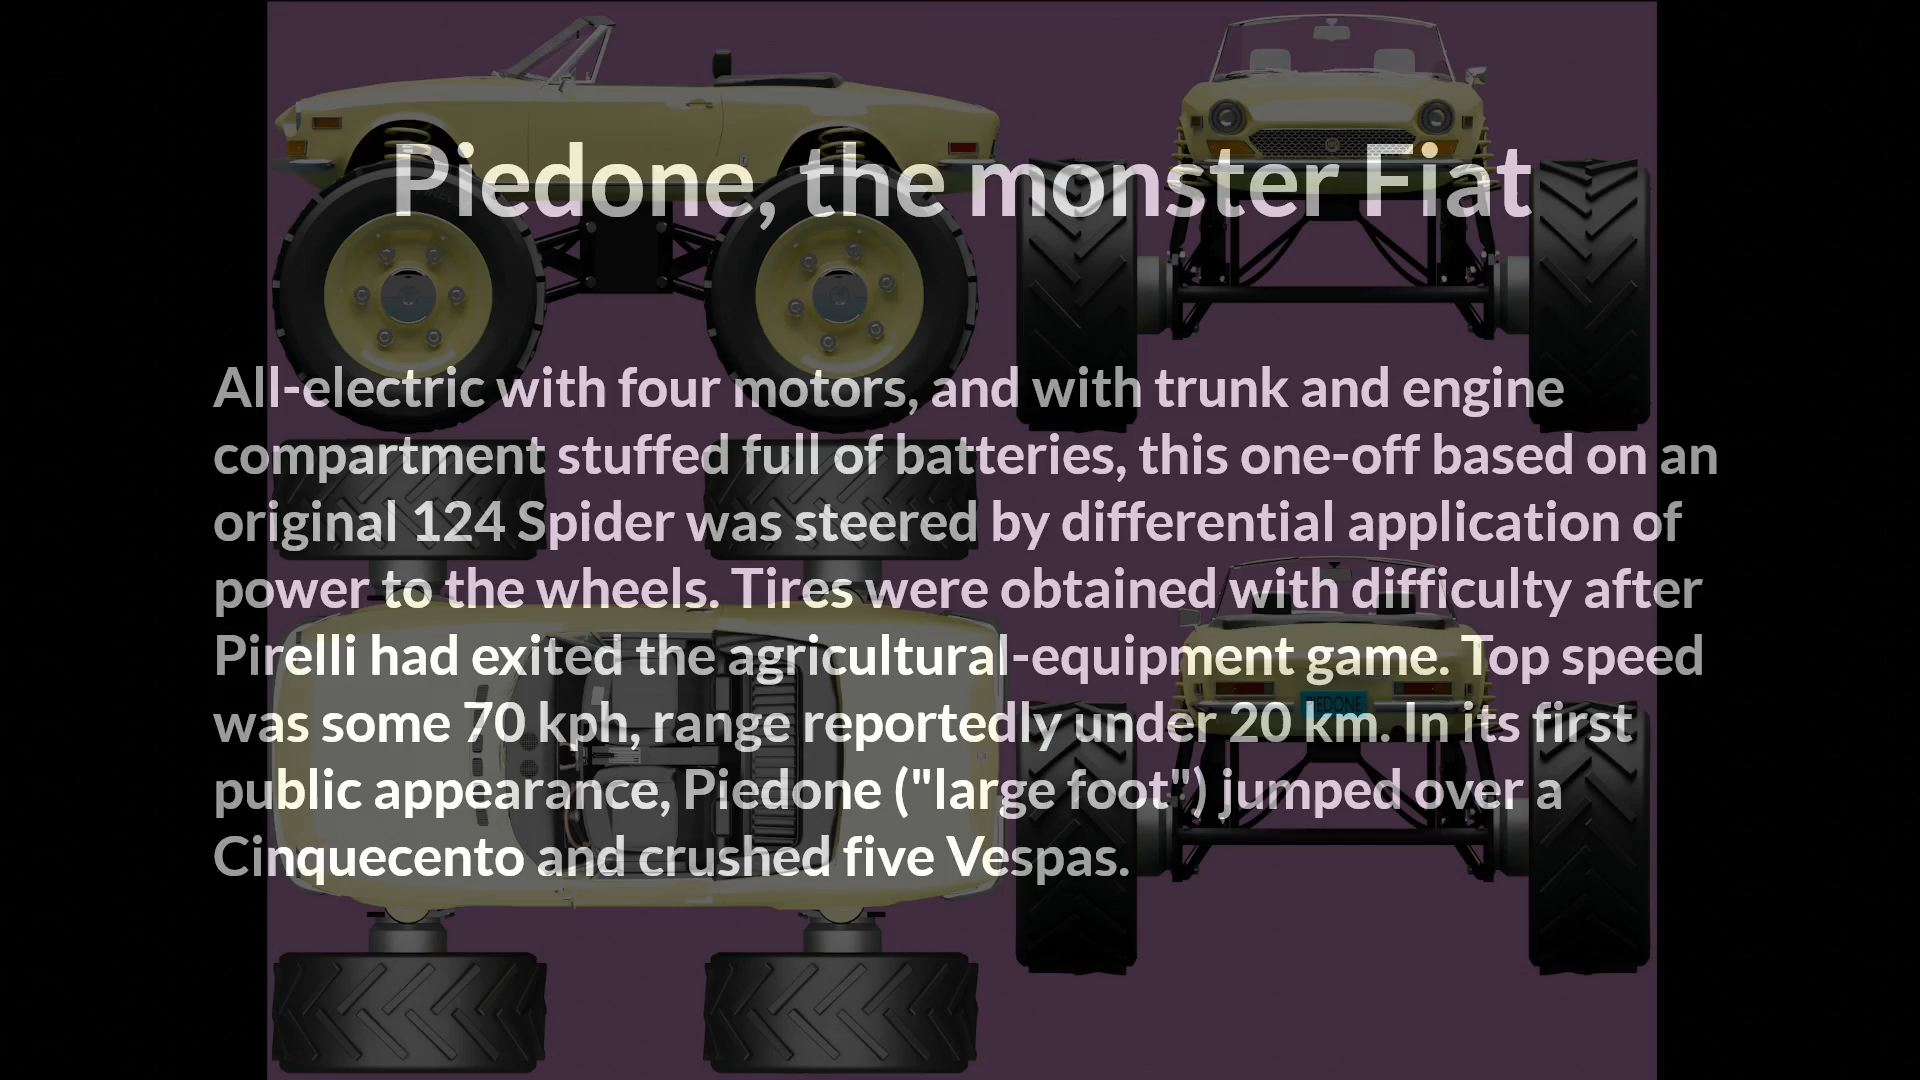 Piedone, the monster Fiat
All-electric with four motors, and with trunk and engine
compartment stuffed full of batteries, this one-off based on an
original 124 Spider was steered by differential application of
power to the wheels. Tires were obtained with difficulty after
Pirelli had exited the agricultural-equipment game. Top speed
was some 70 kph, range reportedly under 20 km. In its first
public appearance, Piedone ("large foot") jumped over a
Cinquecento and crushed five Vespas.
PIEDONE